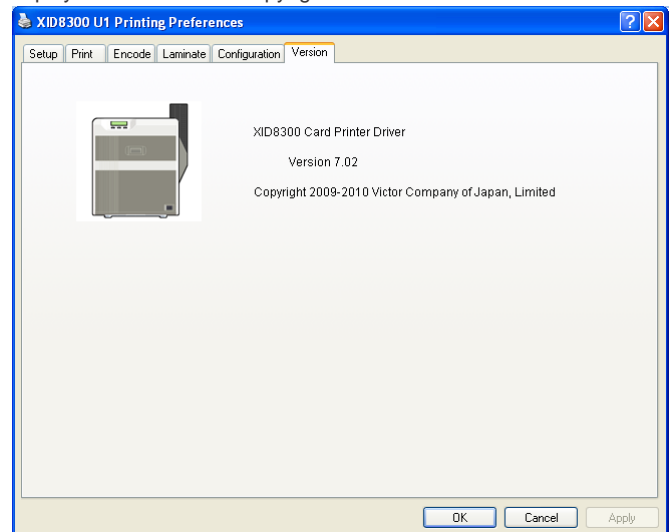 XID8300 U1 Printing Preferences
Setup Print Encode Laminate Configuration Version
XID8300 Card Printer Driver
Version 7.02
Copyright 2009-2010 Victor Company of Japan, Limited
OK Cancel Apply